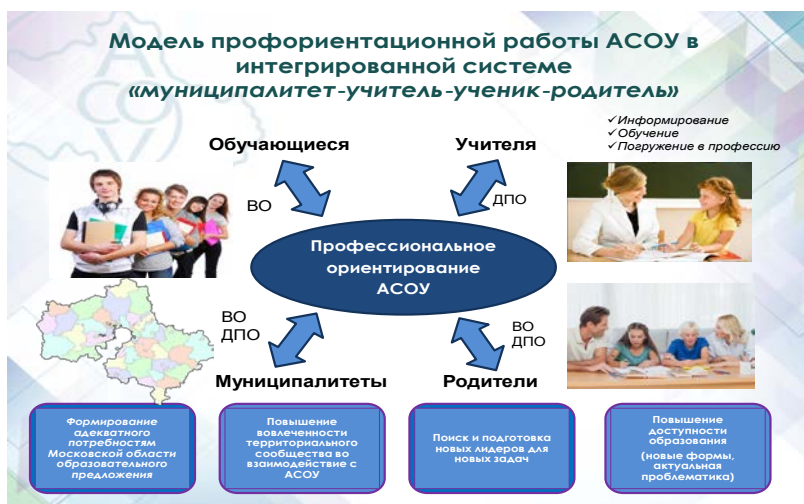 Модель профориентационной работы АСОУ в
интегрированной системе
«муниципалитет-учитель-ученик-родитель»
✓Информирование
✓Обучение
✓Погружение в профессию
Обучающиеся
Учителя
ВО
ДПО
Профессиональное
ориентирование
АСОУ
ВО
ДПО
ВО
ДПО
Муниципалитеты
Родители
Формирование
адекватного
потребностям
Московской области
образовательного
предложения
Повышение
вовлеченности
территориального
сообщества во
взаимодействие с
АСОУ
Поиск и подготовка
новых лидеров для
новых задач
Повышение
доступности
образования
(новые формы,
актуальная
проблематика)
АСОУ